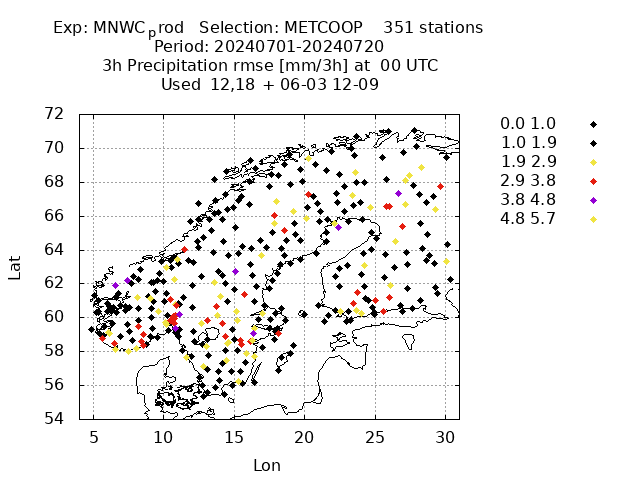 Exp: MNWCprod   Selection: METCOOP    351 stations
Period: 20240701-20240720
3h Precipitation rmse [mm/3h] at  00 UTC
Used  12,18 + 06-03 12-09
72
70
68
66
64
62
60
58
56
54
Lat
5 10 15 20 25 30
Lon
0.0 1.0
1.0 1.9
1.9 2.9
2.9 3.8
3.8 4.8
4.8 5.7